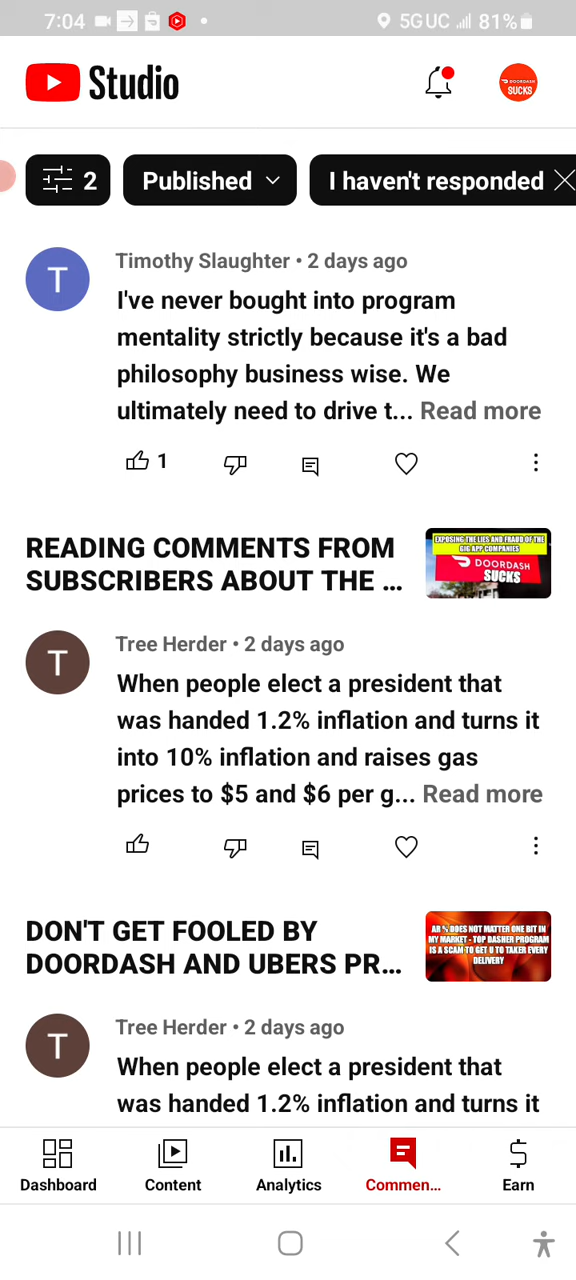 7:04
5G UC 81%
Studio
DOORDASH
SUCKS
2
Published
I haven't responded
T
Timothy Slaughter • 2 days ago
I've never bought into program
mentality strictly because it's a bad
philosophy business wise. We
ultimately need to drive t... Read more
1
READING COMMENTS FROM
SUBSCRIBERS ABOUT THE ...
EXPOSING THE LIES AND FRAUD OF THE
GIG APP COMPANIES
DOORDASH
SUCKS
T
Tree Herder • 2 days ago
When people elect a president that
was handed 1.2% inflation and turns it
into 10% inflation and raises gas
prices to $5 and $6 per g... Read more
DON'T GET FOOLED BY
DOORDASH AND UBERS PR...
AR % DOES NOT MATTER ONE BIT IN
MY MARKET - TOP DASHER PROGRAM
IS A SCAM TO GET U TO TAKER EVERY
DELIVERY
T
Tree Herder • 2 days ago
When people elect a president that
was handed 1.2% inflation and turns it
Dashboard
Content
Analytics
Commen...
Earn